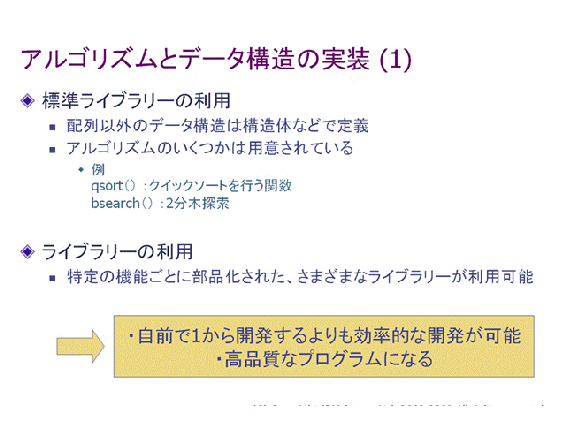 アルゴリズムとデータ構造の実装 (1)
標準ライブラリーの利用
配列以外のデータ構造は構造体などで定義
アルゴリズムのいくつかは用意されている
例
qsort()：クイックソートを行う関数
bsearch()：2分木探索
ライブラリーの利用
特定の機能ごとに部品化された、さまざまなライブラリーが利用可能
・自前で1から開発するよりも効率的な開発が可能
・高品質なプログラムになる